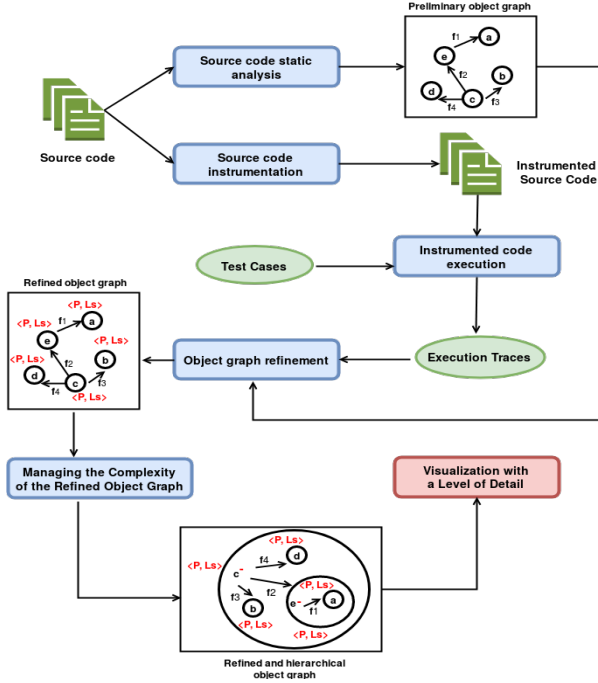 Preliminary object graph
f1
a
e
f2
b
d
c
f4
f3
Source code static
analysis
Source code
Source code
instrumentation
Instrumented
Source Code
Test Cases
Instrumented code
execution
Refined object graph
<P, Ls>
<P, Ls>
f1
a
e
<P, Ls>
<P, Ls>
f2
b
d
c
f4
f3
<P, Ls>
Object graph refinement
Execution Traces
Managing the Complexity
of the Refined Object Graph
Visualization with
a Level of Detail
<P, Ls>
<P, Ls>
f4
d
c-
f3
f2
<P, Ls>
e-
a
f1
b
<P, Ls>
<P, Ls>
Refined and hierarchical
object graph